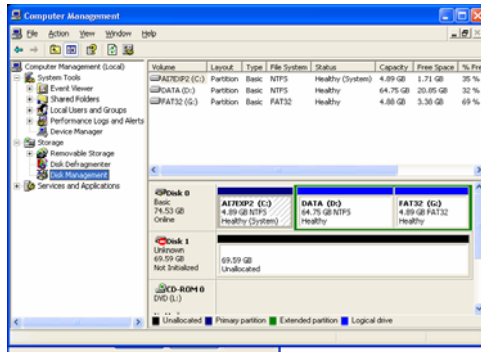 Computer Management
File Action View Window Help
Computer Management (Local)
System Tools
Event Viewer
Shared Folders
Local Users and Groups
Performance Logs and Alerts
Device Manager
Storage
Removable Storage
Disk Defragmenter
Disk Management
Services and Applications
Volume Layout Type File System Status Capacity Free Space % Fre
AI7EXP2 (C:) Partition Basic NTFS Healthy (System) 4.89 GB 1.71 GB 35 %
DATA (D:) Partition Basic NTFS Healthy 64.75 GB 20.85 GB 32 %
FAT32 (G:) Partition Basic FAT32 Healthy 4.88 GB 3.38 GB 69 %
Disk 0
Basic
74.53 GB
Online
AI7EXP2 (C:)
4.89 GB NTFS
Healthy (System)
DATA (D:)
64.75 GB NTFS
Healthy
FAT32 (G:)
4.89 GB FAT32
Healthy
Disk 1
Unknown
69.59 GB
Not Initialized
69.59 GB
Unallocated
CD-ROM 0
DVD (L:)
Unallocated Primary partition Extended partition Logical drive